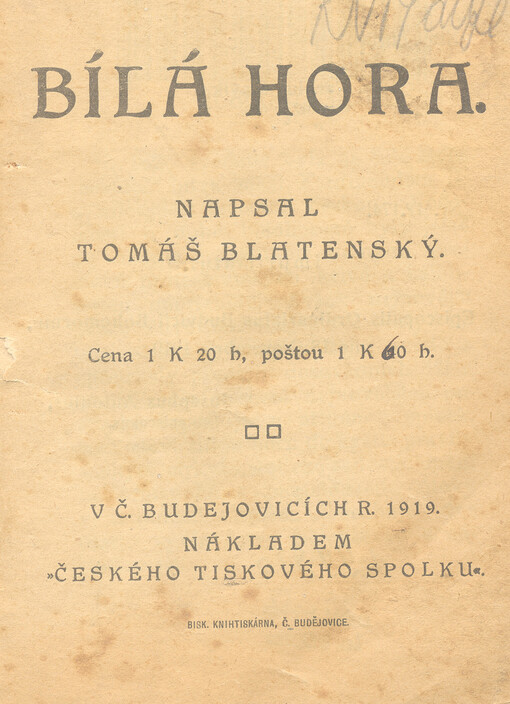 BÍLÁ HORA.
NAPSAL
TOMÁŠ BLATENSKÝ.
Cena 1 K 20 h, poštou 1 K 60 h.
V Č. BUDEJOVICÍCH R. 1919.
NÁKLADEM
»ČESKÉHO TISKOVÉHO SPOLKU«.
BISK. KNIHTISKÁRNA, Č. BUDĚJOVICE.